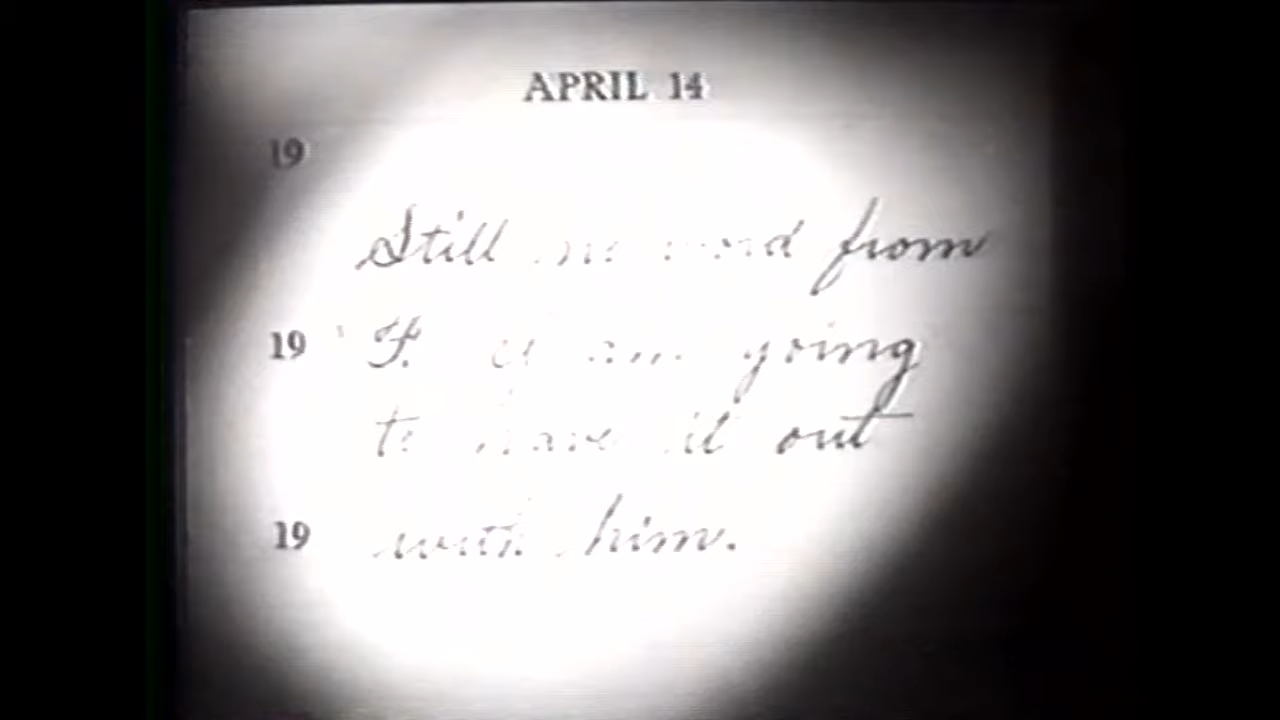 APRIL 14
19
Still no word from
19 F. I am going
to have it out
19 with him.